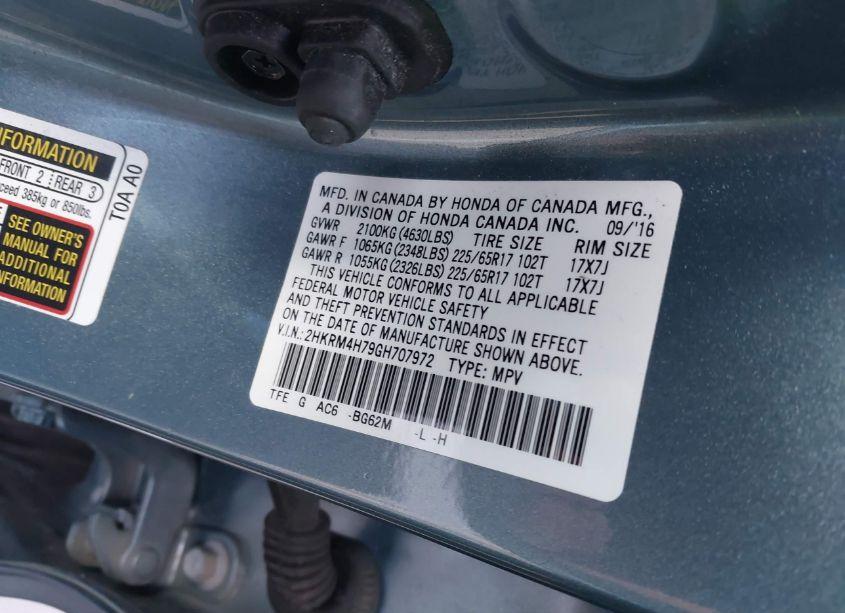 NFORMATION
FRONT 2 REAR 3
ceed 385kg or 850lbs.
SEE OWNER'S
MANUAL FOR
ADDITIONAL
INFORMATION
TOA A0
MFD. IN CANADA BY HONDA OF CANADA MFG.,
A DIVISION OF HONDA CANADA INC. 09/'16
GVWR 2100KG (4630LBS) TIRE SIZE RIM SIZE
GAWR F 1065KG (2348LBS) 225/65R17 102T 17X7J
GAWR R 1055KG (2326LBS) 225/65R17 102T 17X7J
THIS VEHICLE CONFORMS TO ALL APPLICABLE
FEDERAL MOTOR VEHICLE SAFETY
AND THEFT PREVENTION STANDARDS IN EFFECT
ON THE DATE OF MANUFACTURE SHOWN ABOVE.
V.I.N.: 2HKRM4H79GH707972 TYPE: MPV
TFE G AC6 -BG62M -L -H